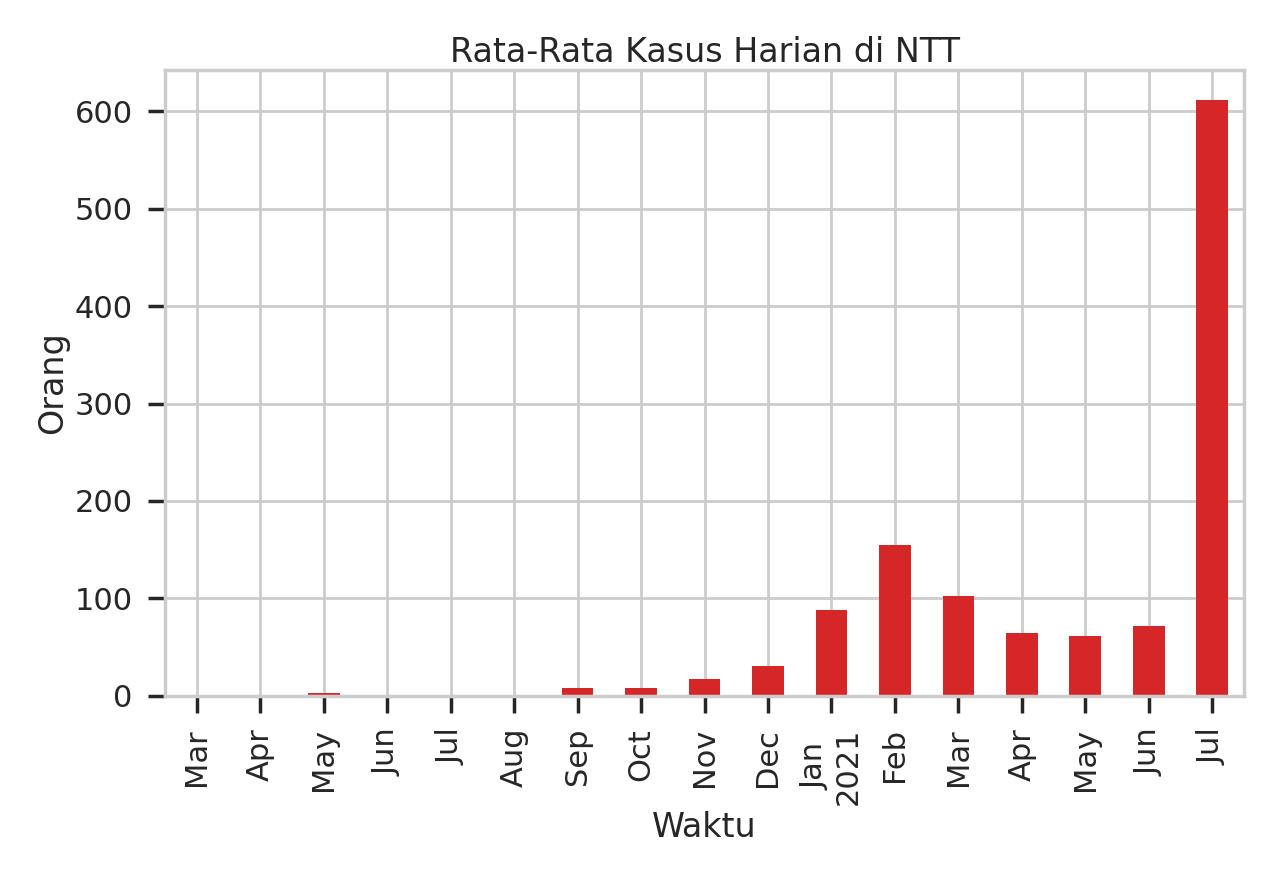 Rata-Rata Kasus Harian di NTT
600
500
400
300
200
100
0
Orang
Mar
Apr
May
Jun
Jul
Aug
Sep
Oct
Nov
Dec
Jan
2021
Feb
Mar
Apr
May
Jun
Jul
Waktu